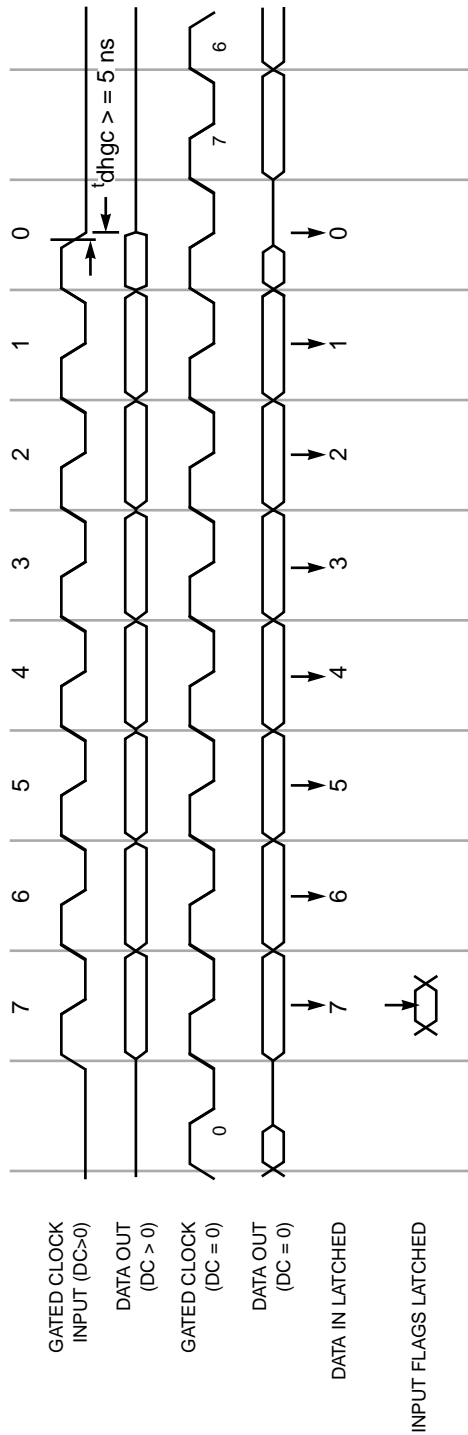 7 6 5 4 3 2 1 0
GATED CLOCK
INPUT (DC>0)
tdhgc > = 5 ns
DATA OUT
(DC > 0)
GATED CLOCK
(DC = 0)
0 7 6
DATA OUT
(DC = 0)
DATA IN LATCHED
7 6 5 4 3 2 1 0
INPUT FLAGS LATCHED